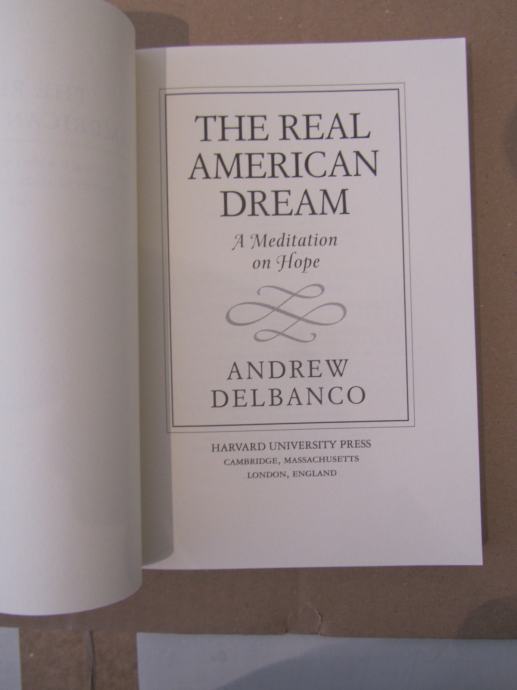 THE REAL
AMERICAN
DREAM
A Meditation
on Hope
ANDREW
DELBANCO
HARVARD UNIVERSITY PRESS
CAMBRIDGE, MASSACHUSETTS
LONDON, ENGLAND